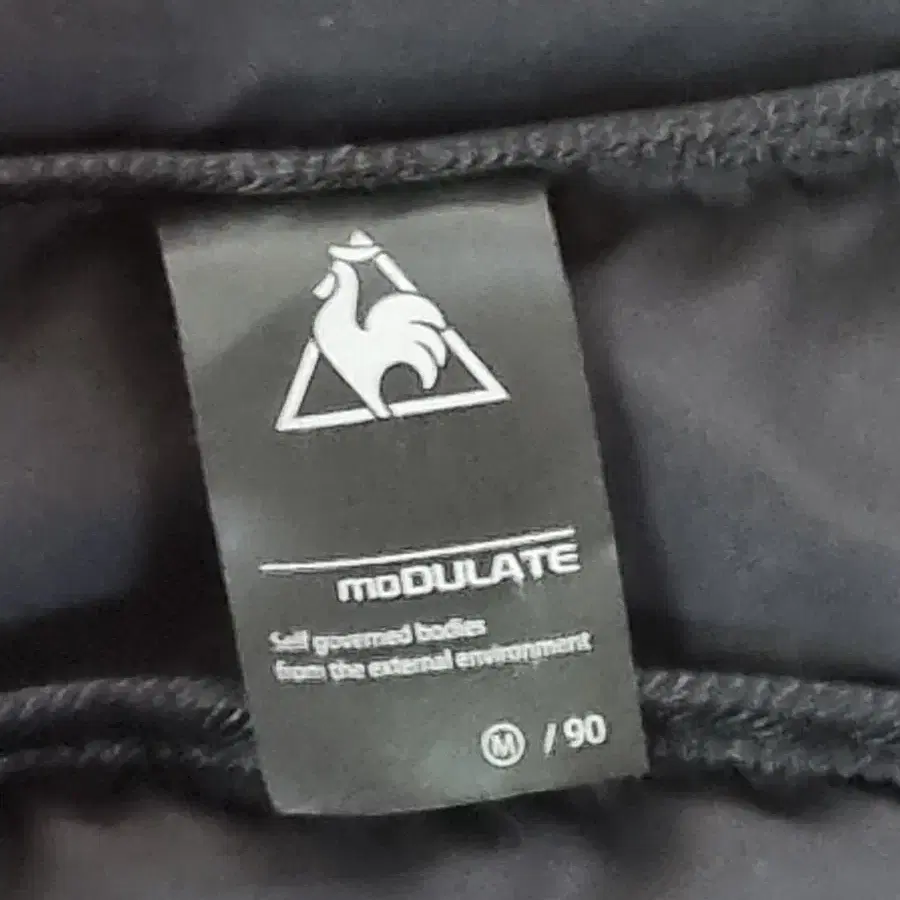 moDULATE
Self governed bodies
from the external environment
M / 90